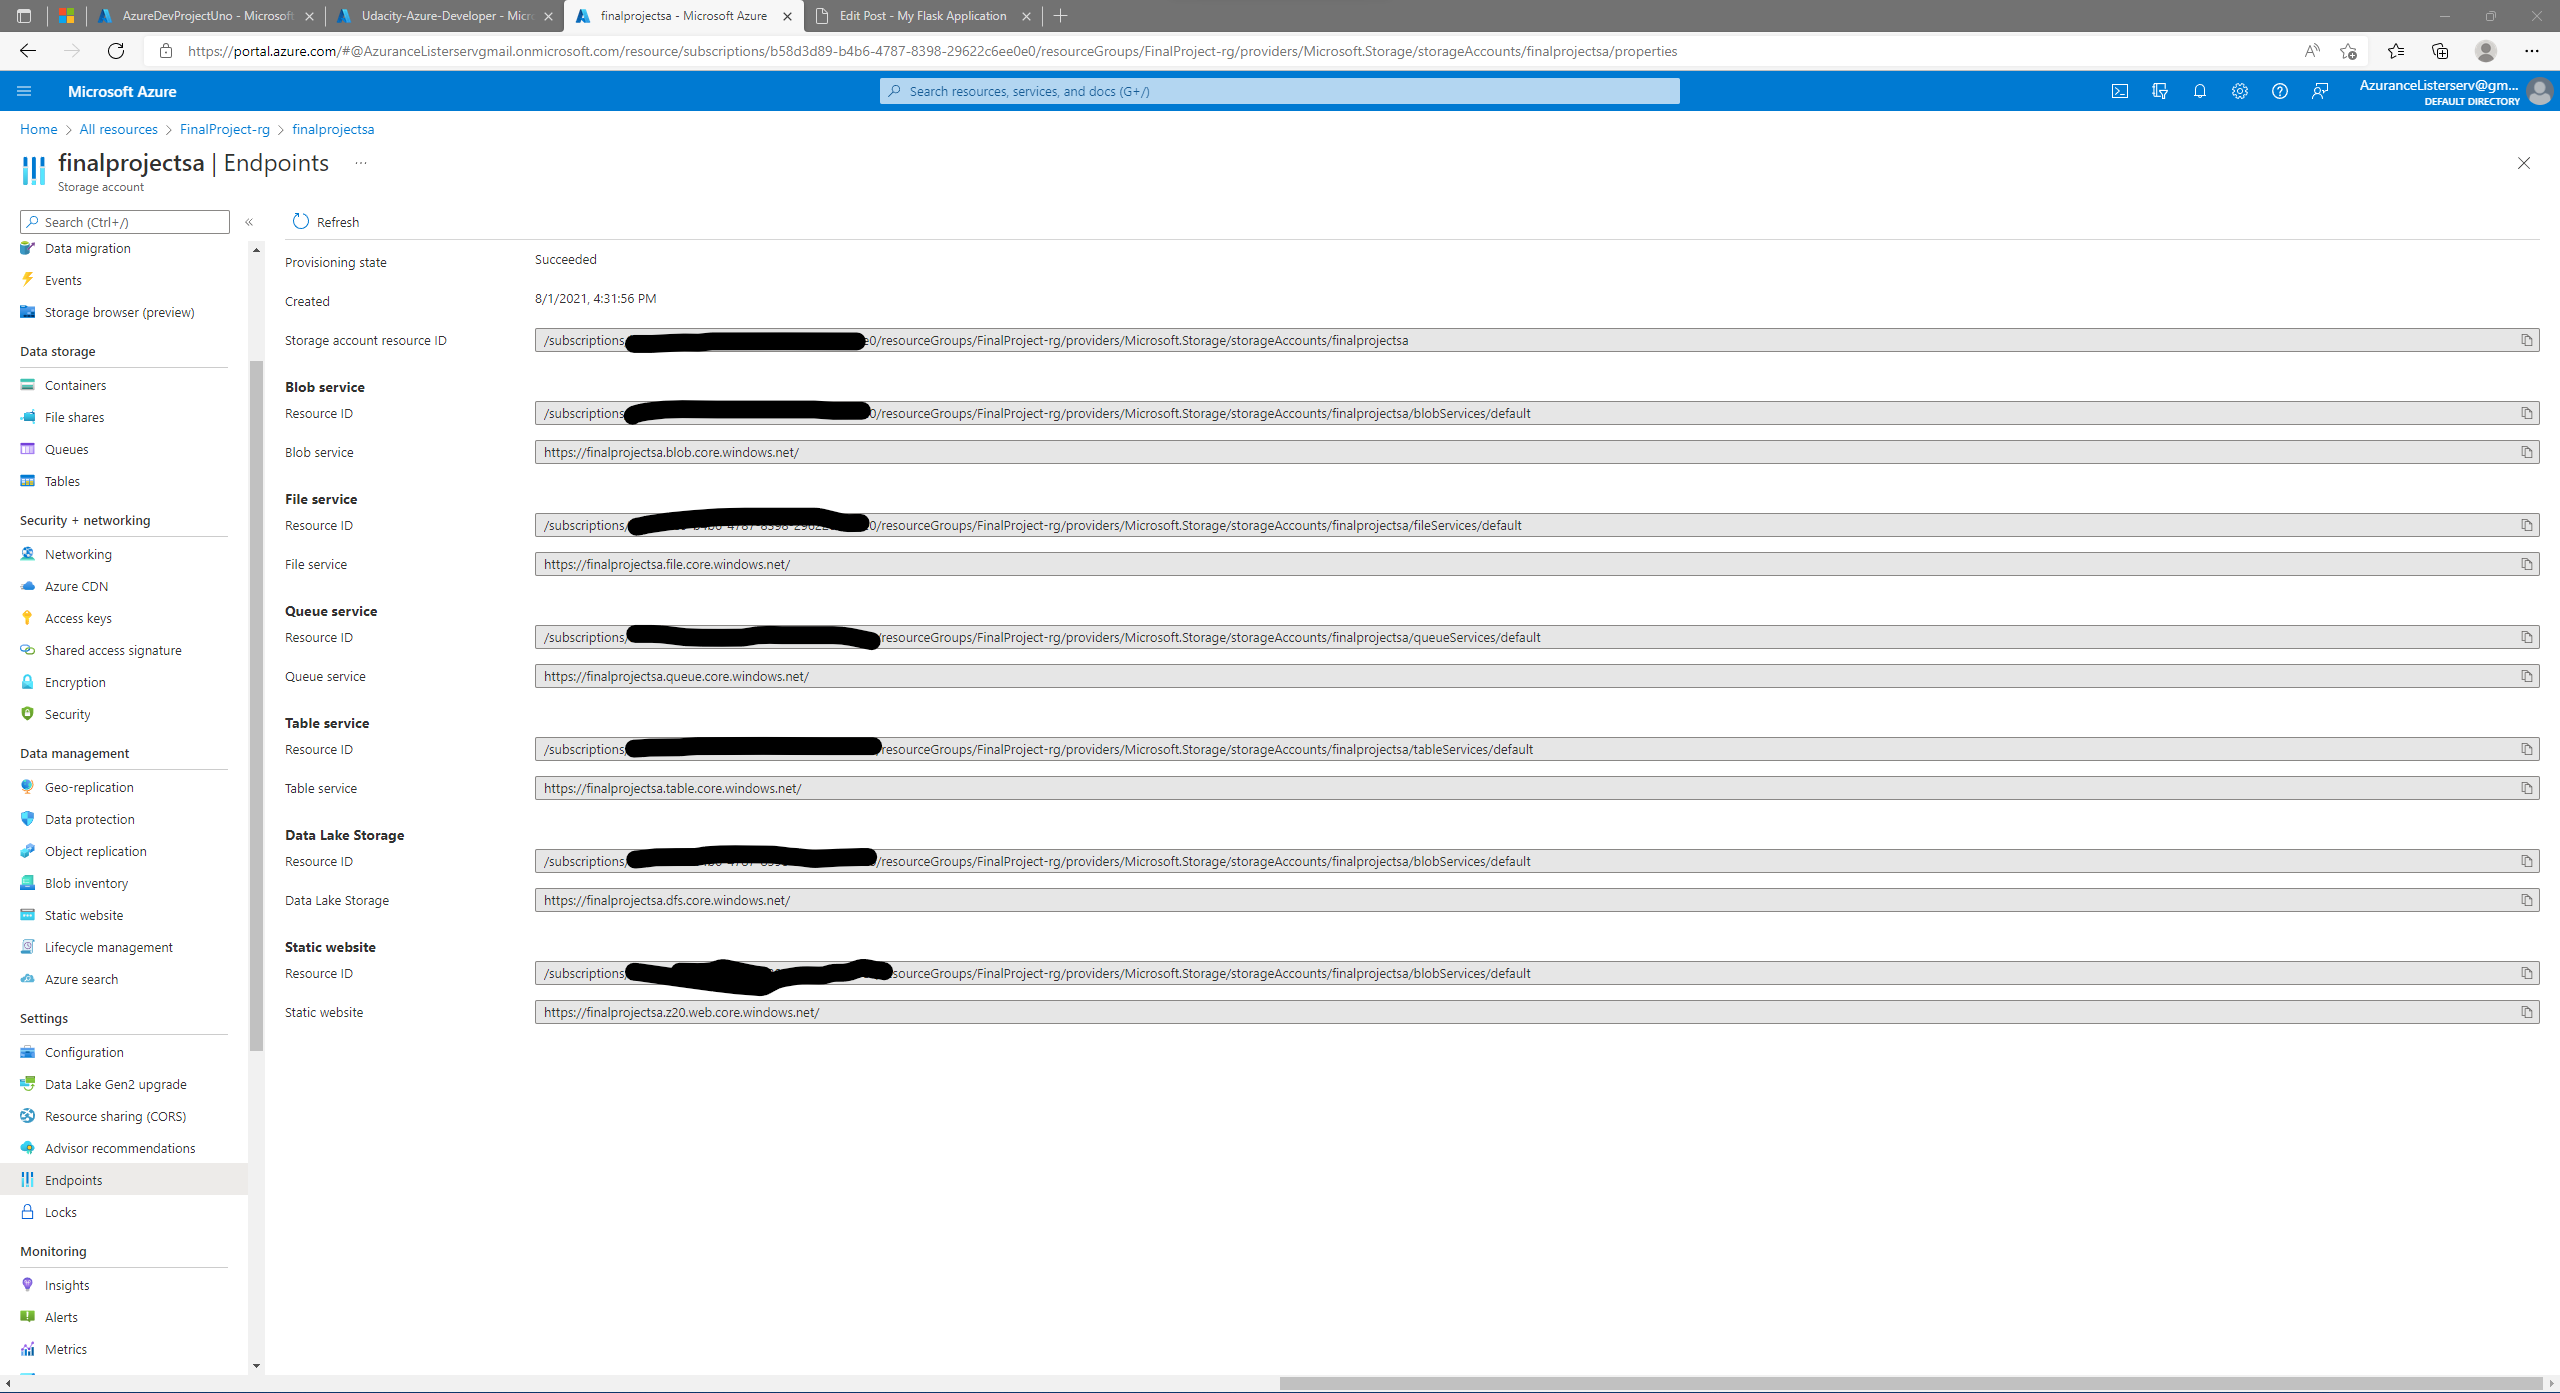 AzureDevProjectUno - Microsoft
Udacity-Azure-Developer - Micr
finalprojectsa - Microsoft Azure
Edit Post - My Flask Application
https://portal.azure.com/#@AzuranceListerservgmail.onmicrosoft.com/resource/subscriptions/b58d3d89-b4b6-4787-8398-29622c6ee0e0/resourceGroups/FinalProject-rg/providers/Microsoft.Storage/storageAccounts/finalprojectsa/properties
Microsoft Azure
Search resources, services, and docs (G+/)
AzuranceListerserv@gm...
DEFAULT DIRECTORY
Home > All resources > FinalProject-rg > finalprojectsa
finalprojectsa | Endpoints ...
Storage account
Search (Ctrl+/)
Data migration
Events
Storage browser (preview)
Data storage
Containers
File shares
Queues
Tables
Security + networking
Networking
Azure CDN
Access keys
Shared access signature
Encryption
Security
Data management
Geo-replication
Data protection
Object replication
Blob inventory
Static website
Lifecycle management
Azure search
Settings
Configuration
Data Lake Gen2 upgrade
Resource sharing (CORS)
Advisor recommendations
Endpoints
Locks
Monitoring
Insights
Alerts
Metrics
Refresh
Provisioning state Succeeded
Created 8/1/2021, 4:31:56 PM
Storage account resource ID /subscriptions e0/resourceGroups/FinalProject-rg/providers/Microsoft.Storage/storageAccounts/finalprojectsa
Blob service
Resource ID /subscriptions 0/resourceGroups/FinalProject-rg/providers/Microsoft.Storage/storageAccounts/finalprojectsa/blobServices/default
Blob service https://finalprojectsa.blob.core.windows.net/
File service
Resource ID /subscriptions/ 0/resourceGroups/FinalProject-rg/providers/Microsoft.Storage/storageAccounts/finalprojectsa/fileServices/default
File service https://finalprojectsa.file.core.windows.net/
Queue service
Resource ID /subscriptions/ resourceGroups/FinalProject-rg/providers/Microsoft.Storage/storageAccounts/finalprojectsa/queueServices/default
Queue service https://finalprojectsa.queue.core.windows.net/
Table service
Resource ID /subscriptions resourceGroups/FinalProject-rg/providers/Microsoft.Storage/storageAccounts/finalprojectsa/tableServices/default
Table service https://finalprojectsa.table.core.windows.net/
Data Lake Storage
Resource ID /subscriptions/ /resourceGroups/FinalProject-rg/providers/Microsoft.Storage/storageAccounts/finalprojectsa/blobServices/default
Data Lake Storage https://finalprojectsa.dfs.core.windows.net/
Static website
Resource ID /subscriptions sourceGroups/FinalProject-rg/providers/Microsoft.Storage/storageAccounts/finalprojectsa/blobServices/default
Static website https://finalprojectsa.z20.web.core.windows.net/